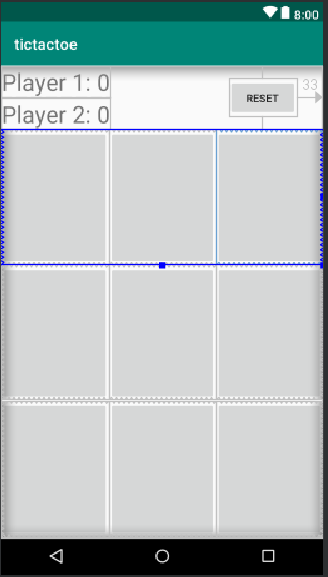 8:00
tictactoe
Player 1: 0
33
RESET
Player 2: 0